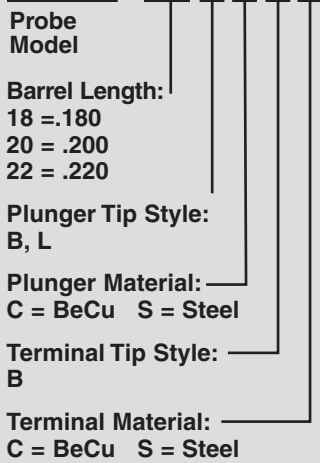 Probe
Model
Barrel Length:
18 =.180
20 = .200
22 = .220
Plunger Tip Style:
B, L
Plunger Material:
C = BeCu S = Steel
Terminal Tip Style:
B
Terminal Material:
C = BeCu S = Steel